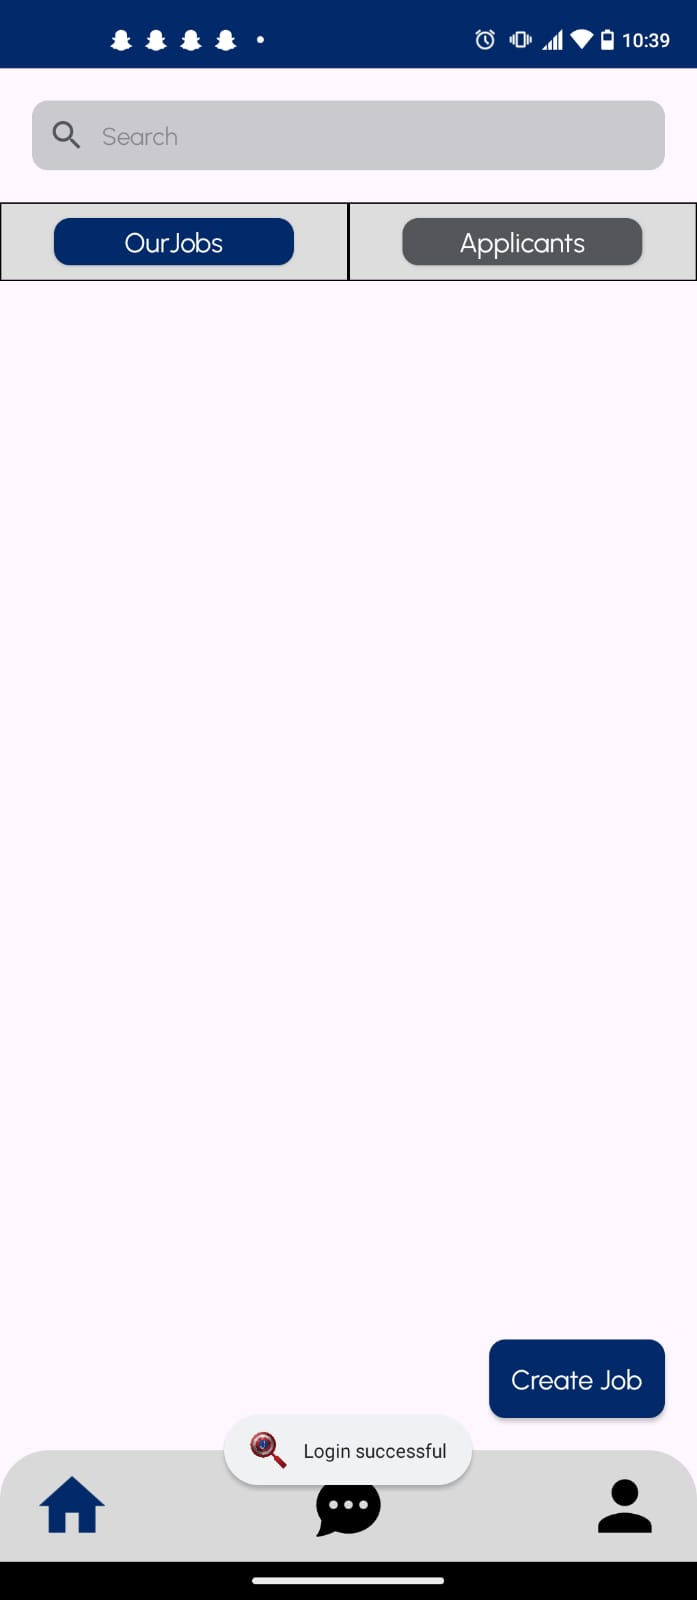 10:39
Search
OurJobs
Applicants
Create Job
Login successful